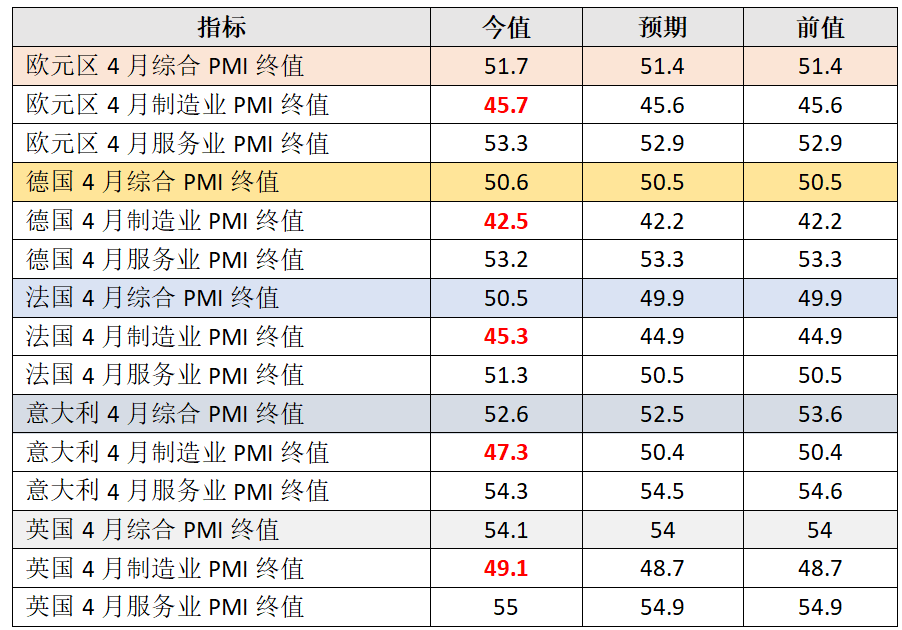 指标 今值 预期 前值
欧元区 4 月综合 PMI 终值 51.7 51.4 51.4
欧元区 4 月制造业 PMI 终值 45.7 45.6 45.6
欧元区 4 月服务业 PMI 终值 53.3 52.9 52.9
德国 4 月综合 PMI 终值 50.6 50.5 50.5
德国 4 月制造业 PMI 终值 42.5 42.2 42.2
德国 4 月服务业 PMI 终值 53.2 53.3 53.3
法国 4 月综合 PMI 终值 50.5 49.9 49.9
法国 4 月制造业 PMI 终值 45.3 44.9 44.9
法国 4 月服务业 PMI 终值 51.3 50.5 50.5
意大利 4 月综合 PMI 终值 52.6 52.5 53.6
意大利 4 月制造业 PMI 终值 47.3 50.4 50.4
意大利 4 月服务业 PMI 终值 54.3 54.5 54.6
英国 4 月综合 PMI 终值 54.1 54 54
英国 4 月制造业 PMI 终值 49.1 48.7 48.7
英国 4 月服务业 PMI 终值 55 54.9 54.9